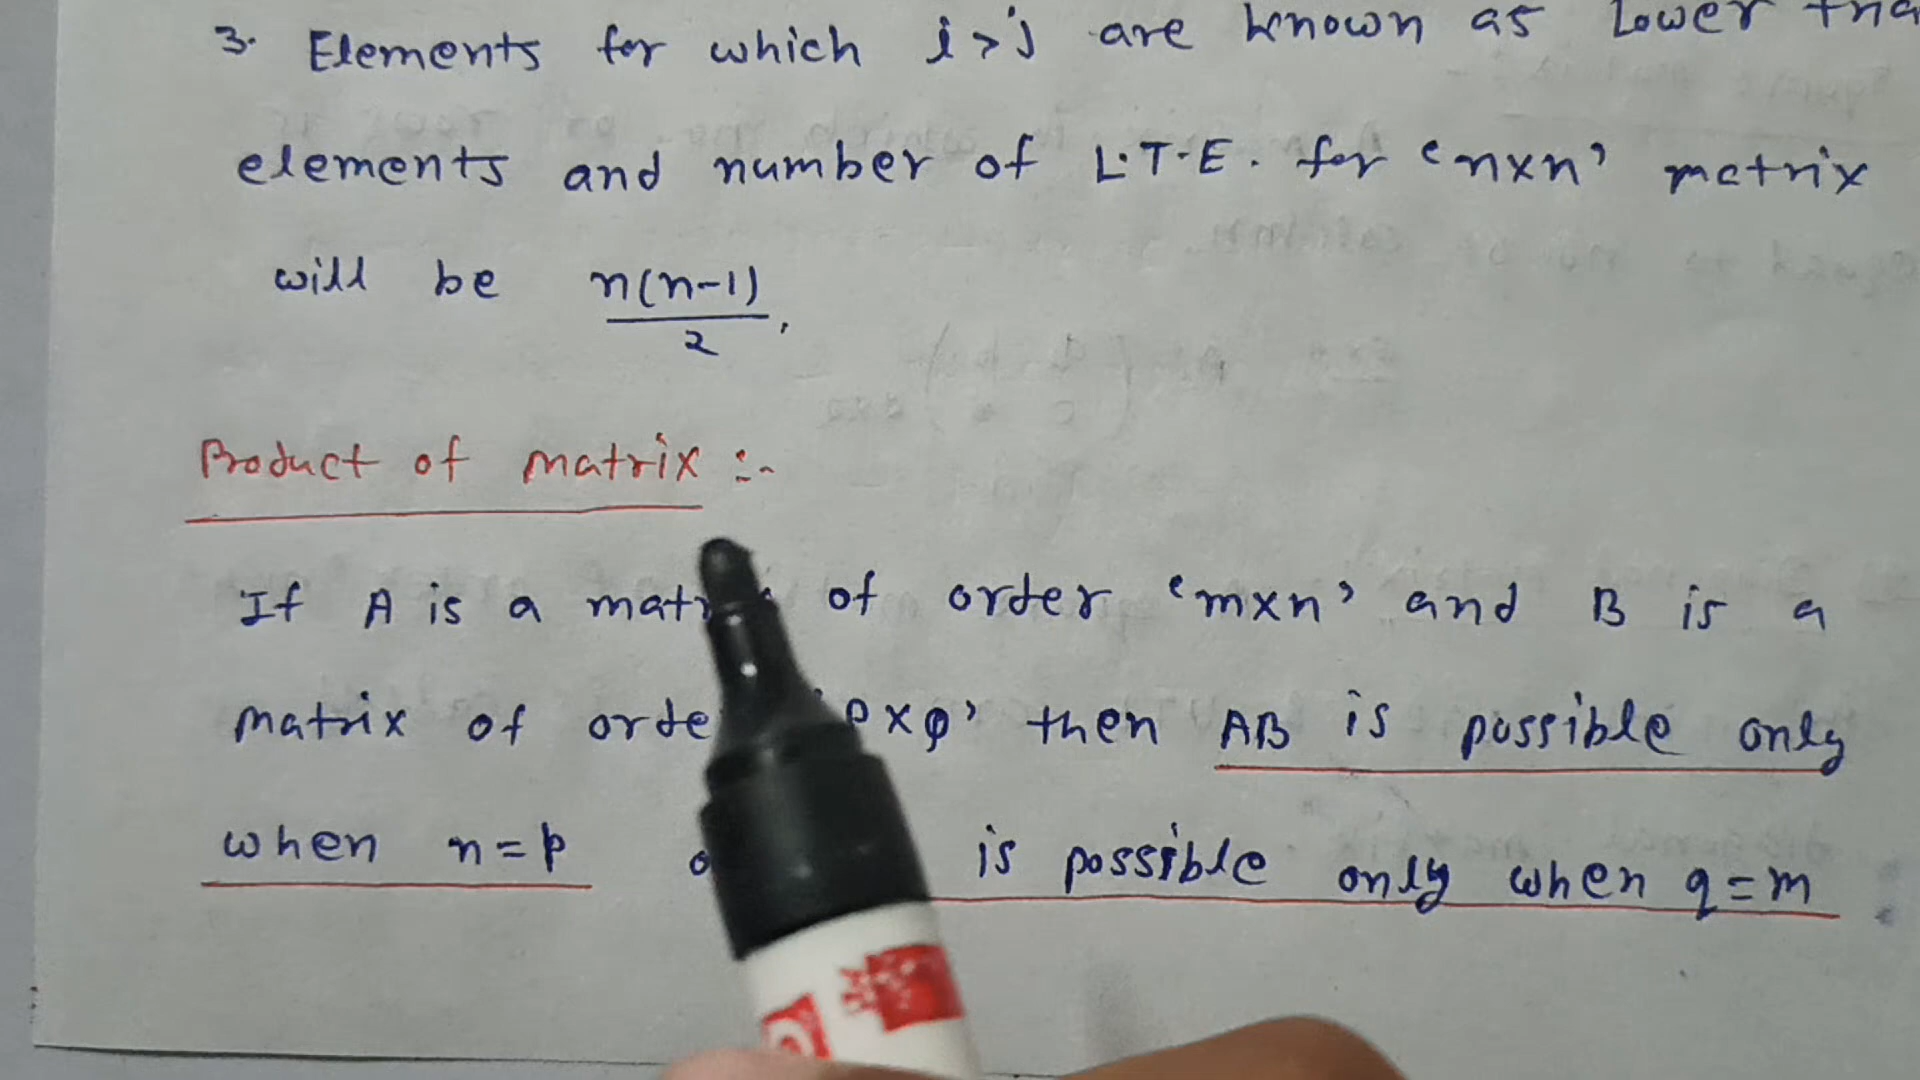 3. Elements for which i>j are known as Lower
elements and number of L.T.E. for 'nxn' matrix
will be n(n-1)/2.
Product of matrix :-
If A is a of order 'mxn' and B is a
matrix of pxq' then AB is possible only
when n=p is possible only when q=m